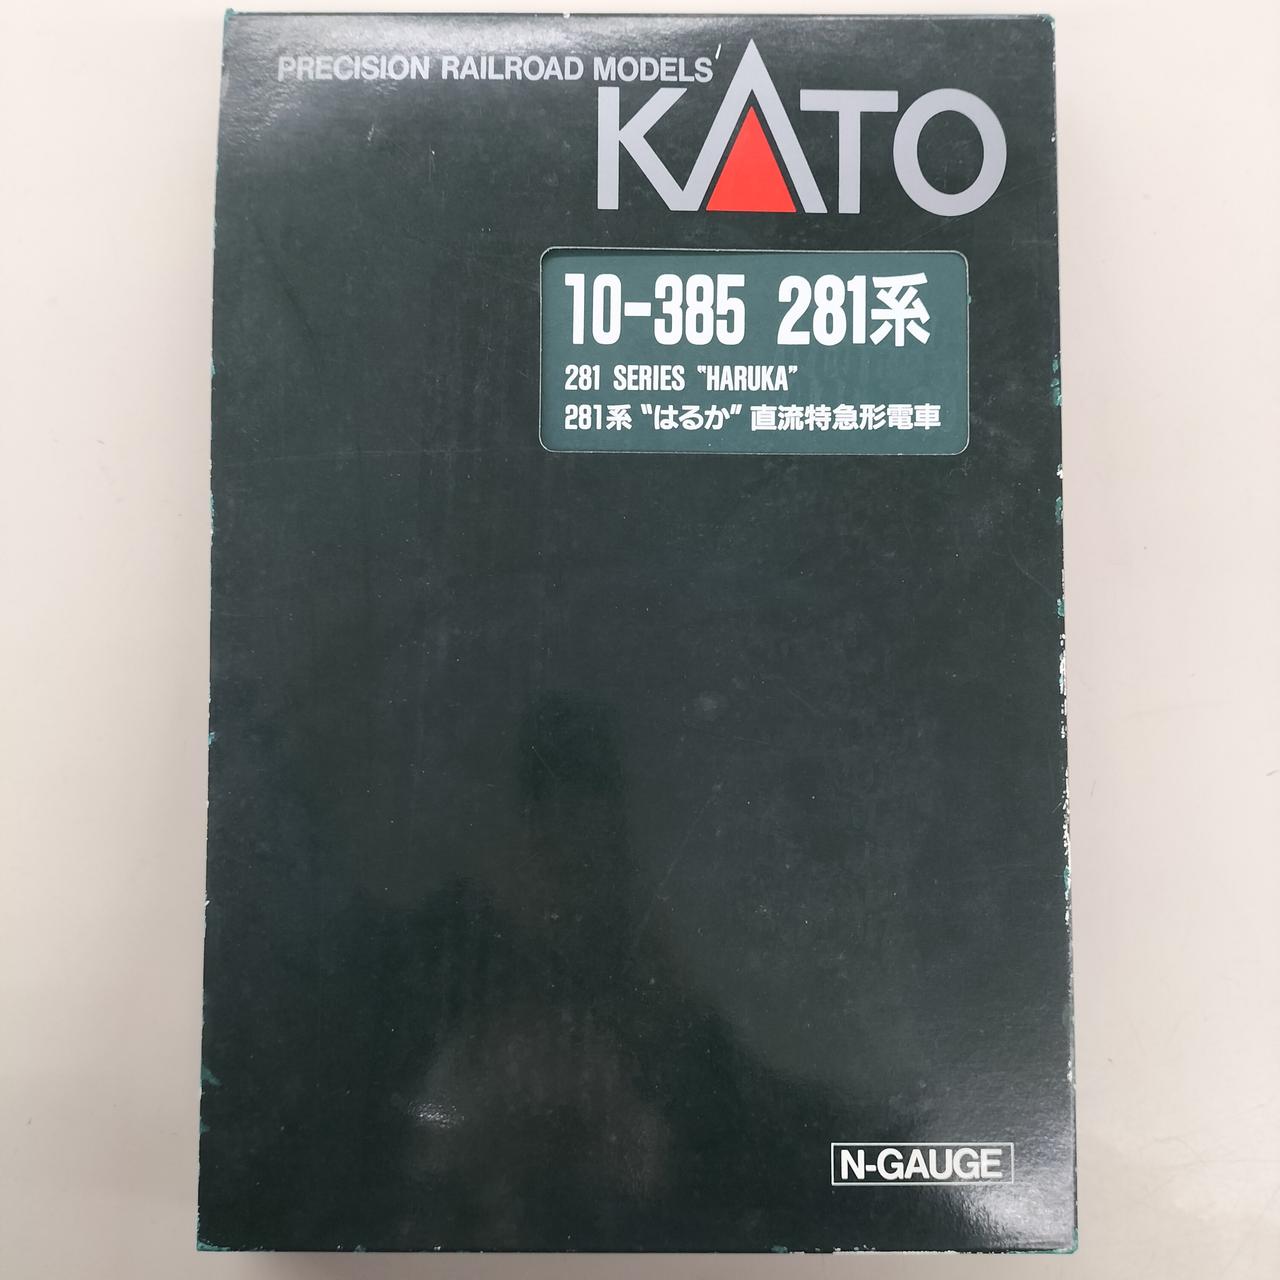 PRECISION RAILROAD MODELS
KATO
10-385 281系
281 SERIES "HARUKA"
281系 "はるか" 直流特急形電車
N-GAUGE